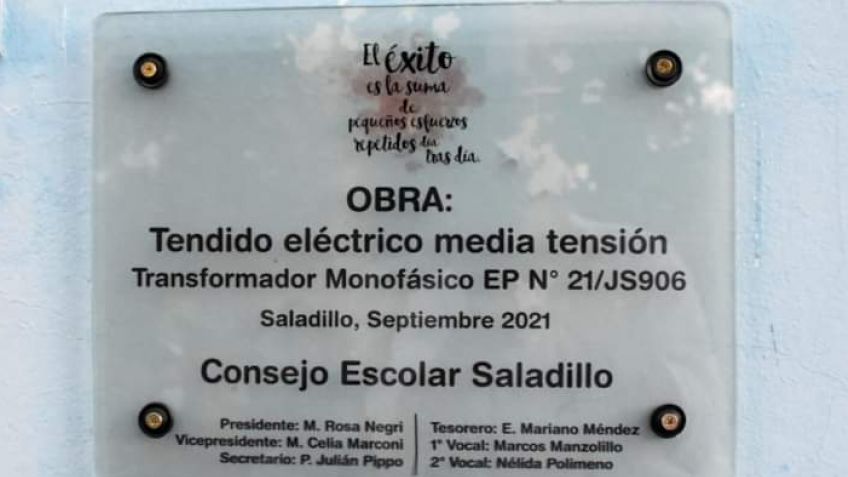 El éxito
es la suma
de
pequeños esfuerzos
repetidos día
tras día.
OBRA:
Tendido eléctrico media tensión
Transformador Monofásico EP N° 21/JS906
Saladillo, Septiembre 2021
Consejo Escolar Saladillo
Presidente: M. Rosa Negri
Vicepresidente: M. Celia Marconi
Secretario: P. Julián Pippo
Tesorero: E. Mariano Méndez
1° Vocal: Marcos Manzolillo
2° Vocal: Nélida Polimeno